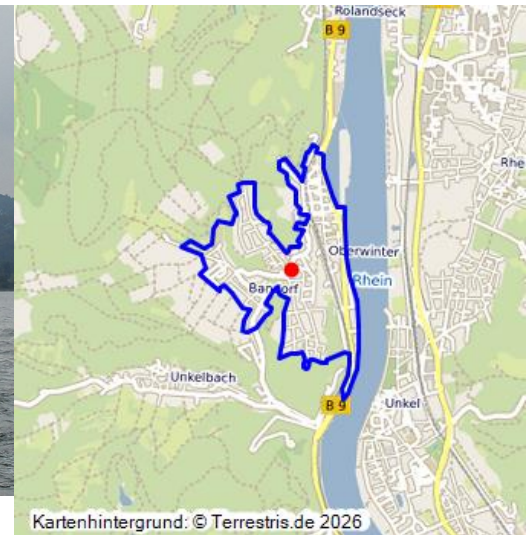 Rolandseck
B 9
Rhe
Oberwinter
Rhein
Bandorf
Unkelbach
B 9
Unkel
Kartenhintergrund: © Terrestris.de 2026